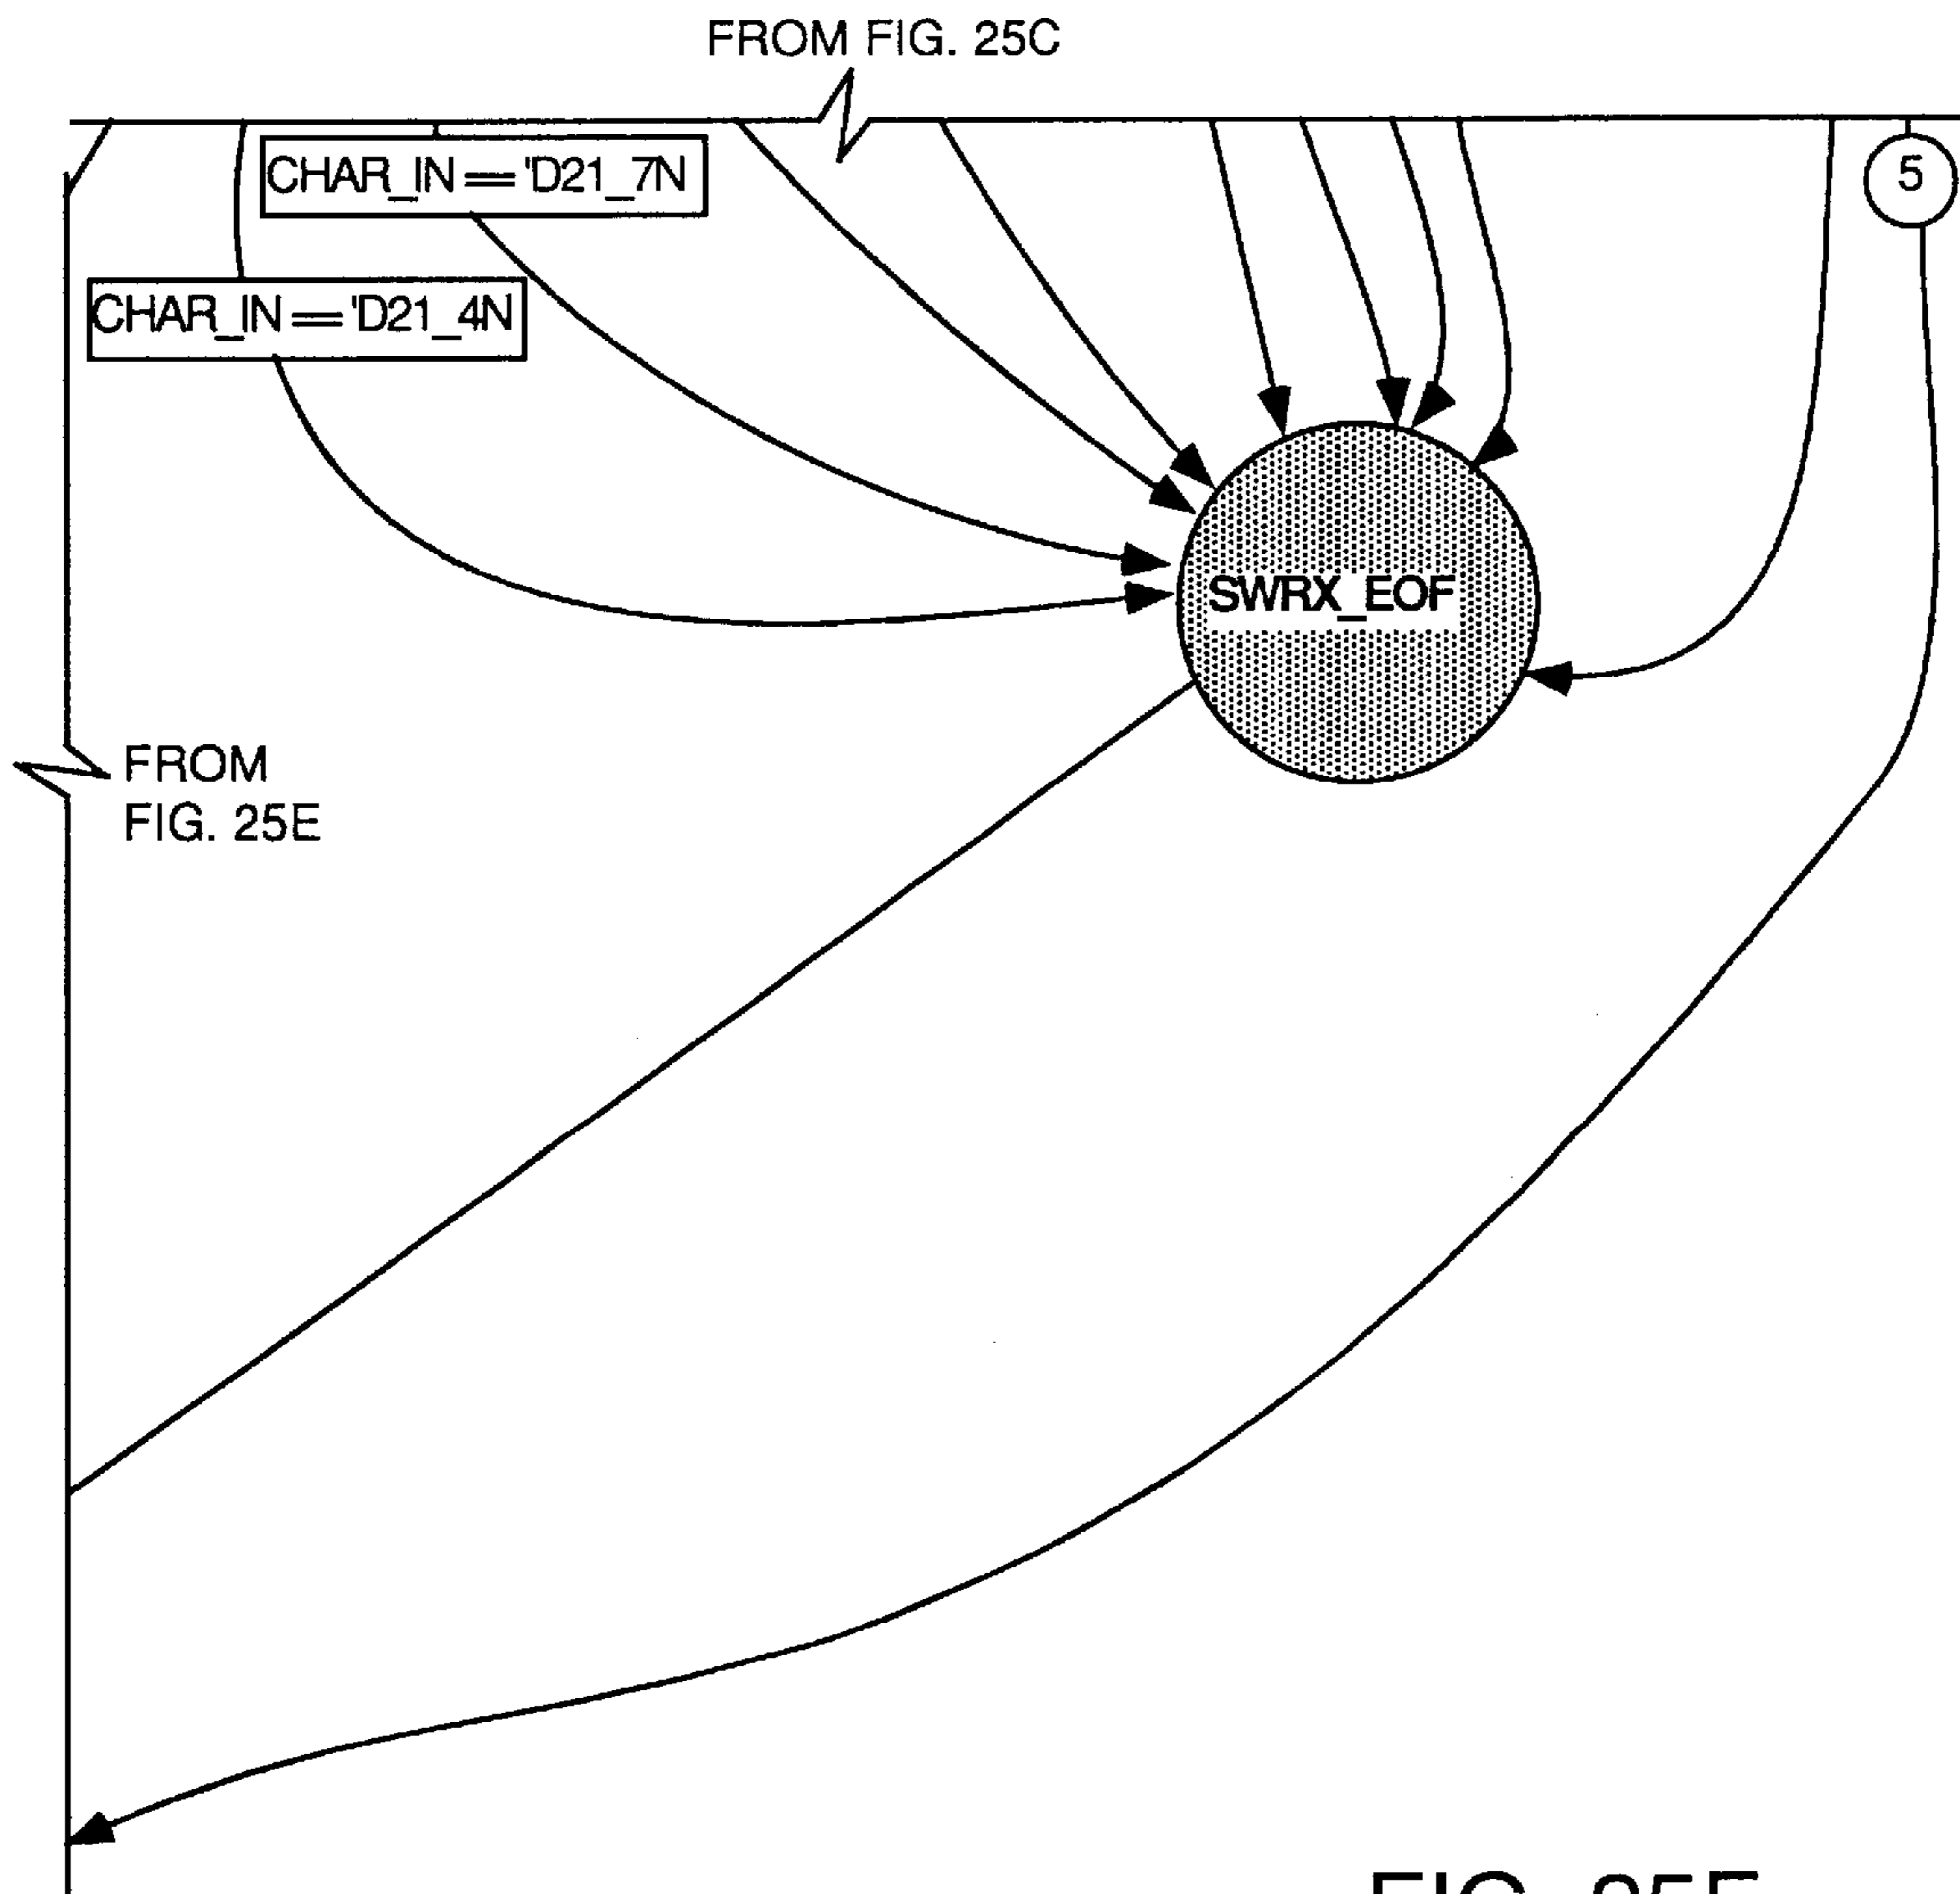 FROM FIG. 25C
CHAR_IN=='D21_7N
5
CHAR_IN=='D21_4N
SWRX_EOF
FROM
FIG. 25E